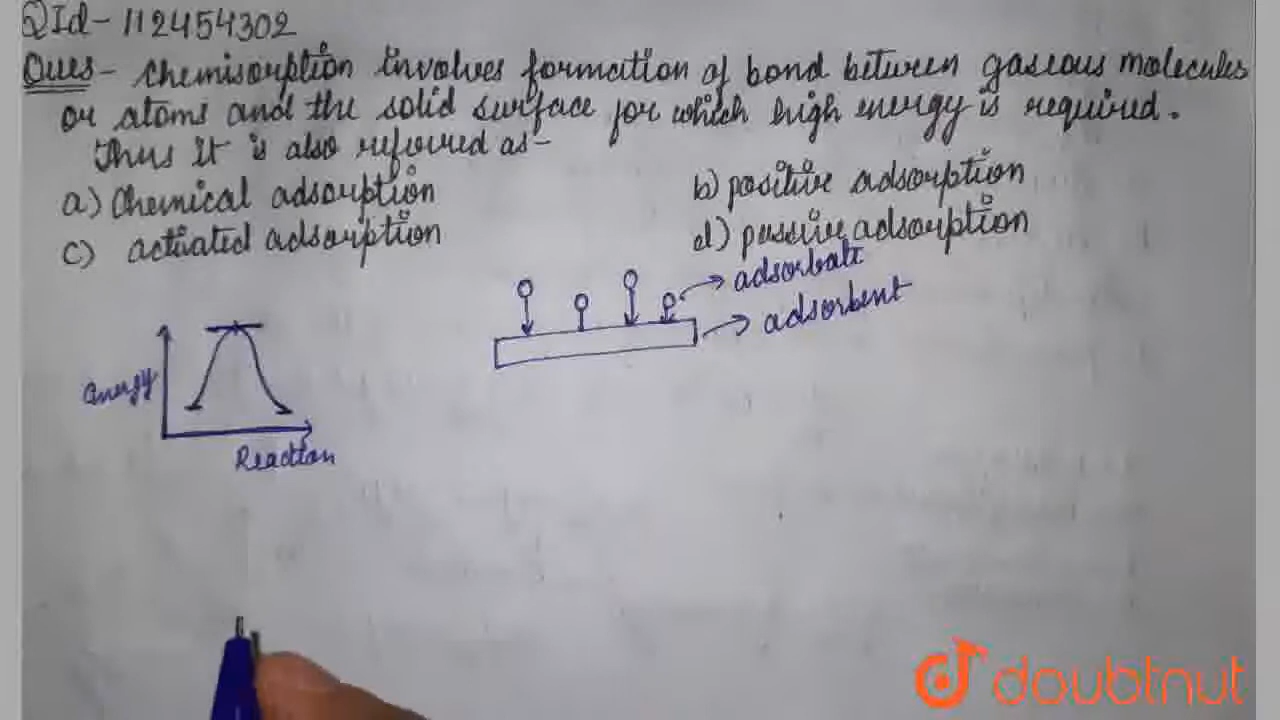 QId - 112454302
Ques - Chemisorption involves formation of bond between gaseous molecules
or atoms and the solid surface for which high energy is required.
Thus it is also referred as -
a) Chemical adsorption
b) positive adsorption
c) activated adsorption
d) passive adsorption
adsorbate
adsorbent
energy
Reaction
doubtnut